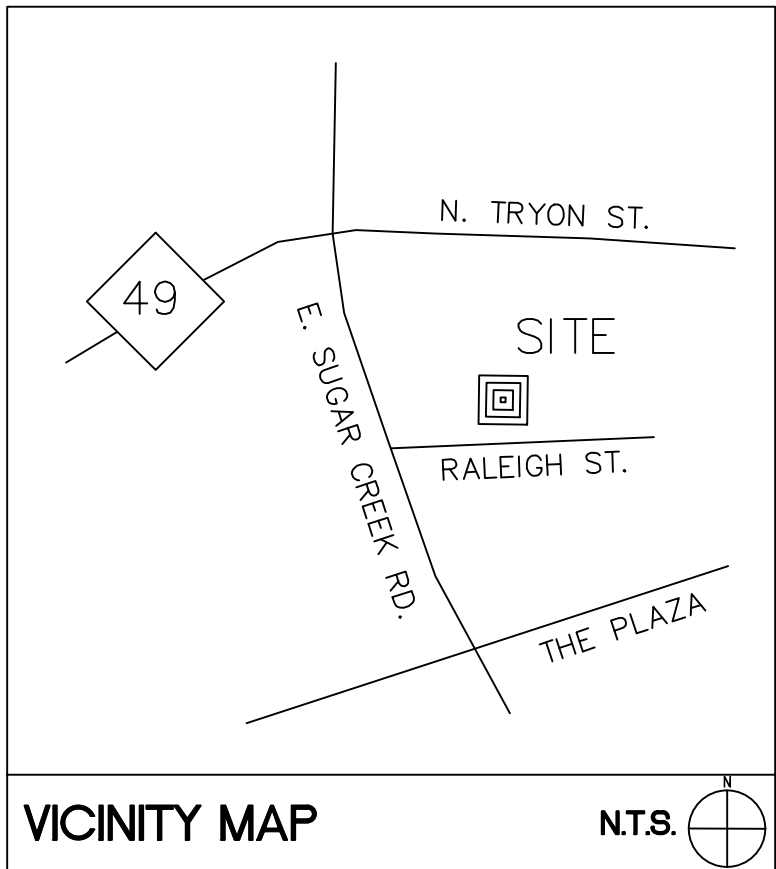 N. TRYON ST.
49
E. SUGAR CREEK RD.
SITE
RALEIGH ST.
THE PLAZA
VICINITY MAP
N.T.S.
N